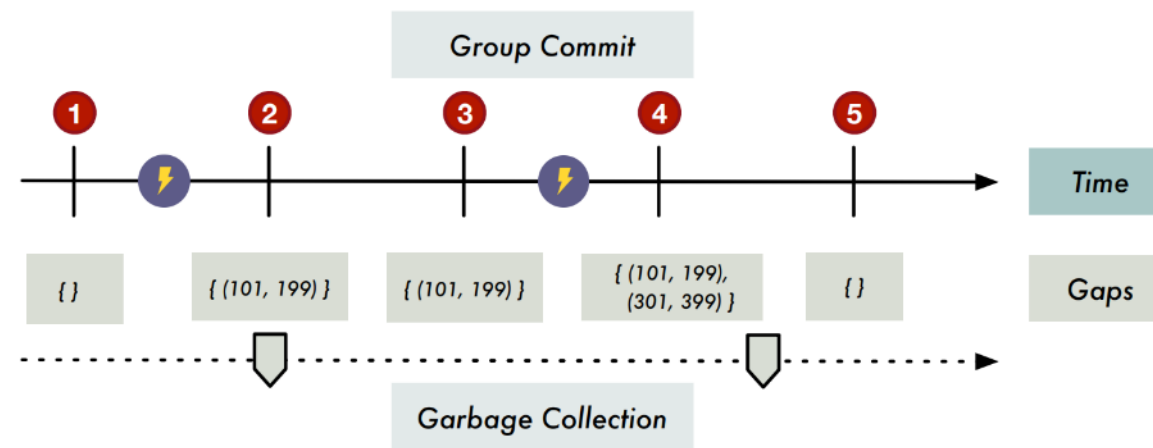 Group Commit
1
2
3
4
5
Time
{ }
{ (101, 199) }
{ (101, 199) }
{ (101, 199),
(301, 399) }
{ }
Gaps
Garbage Collection